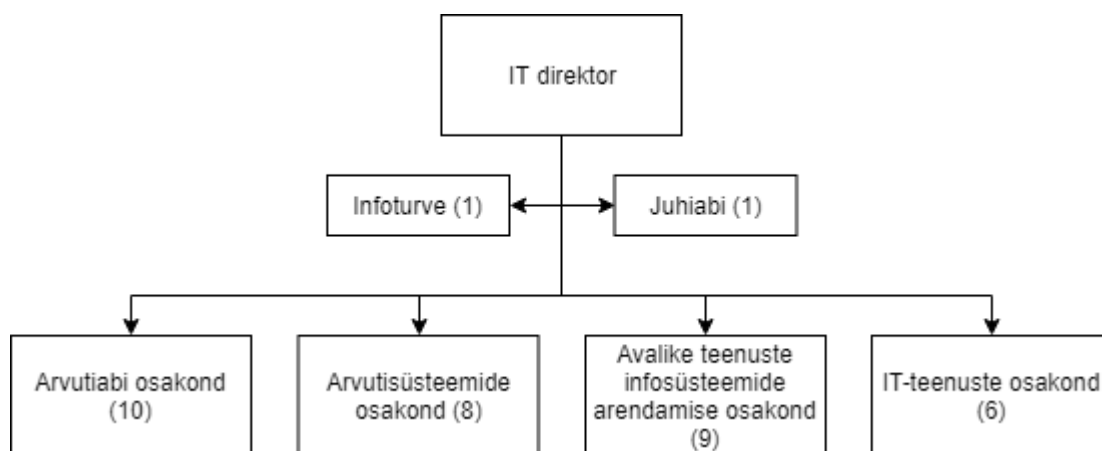 IT direktor
Infoturve (1)
Juhiabi (1)
Arvutiabi osakond
(10)
Arvutisüsteemide
osakond (8)
Avalike teenuste
infosüsteemide
arendamise osakond
(9)
IT-teenuste osakond
(6)